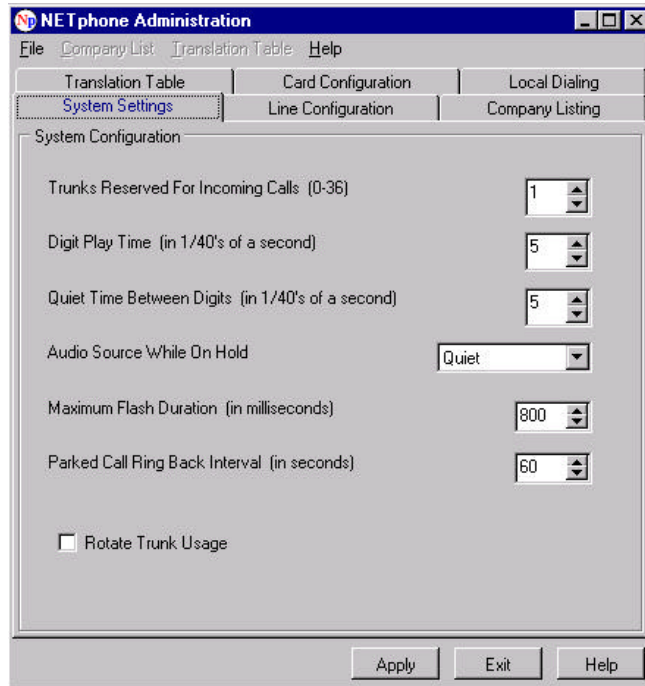 Np NETphone Administration
File Company List Translation Table Help
Translation Table Card Configuration Local Dialing
System Settings Line Configuration Company Listing
System Configuration
Trunks Reserved For Incoming Calls (0-36) 1
Digit Play Time (in 1/40's of a second) 5
Quiet Time Between Digits (in 1/40's of a second) 5
Audio Source While On Hold Quiet
Maximum Flash Duration (in milliseconds) 800
Parked Call Ring Back Interval (in seconds) 60
Rotate Trunk Usage
Apply Exit Help